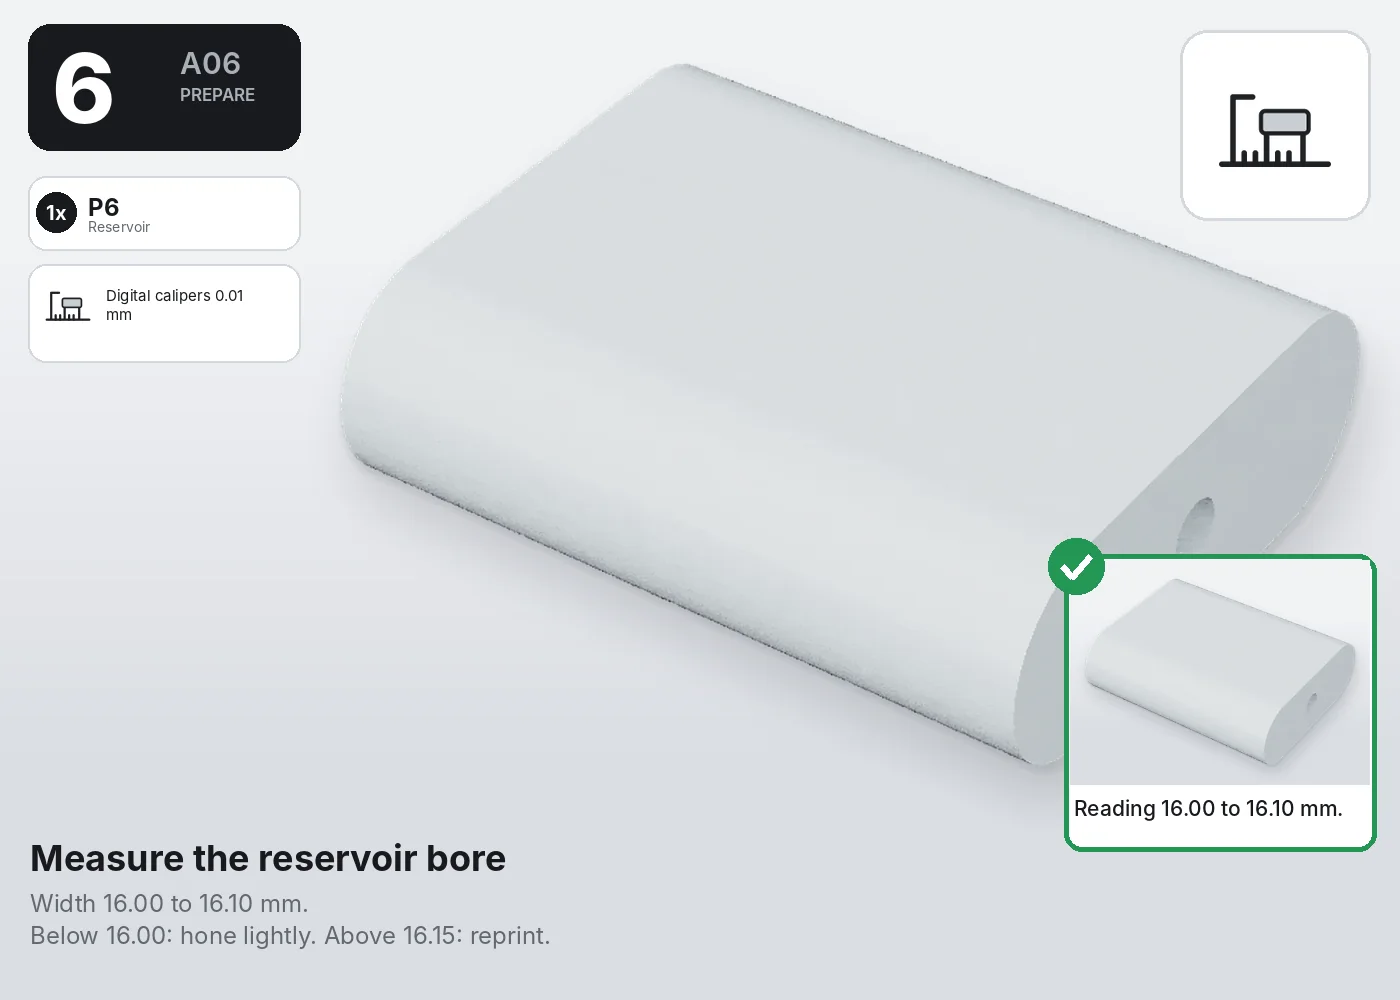 6
A06
PREPARE
1x
P6
Reservoir
Digital calipers 0.01
mm
Reading 16.00 to 16.10 mm.
Measure the reservoir bore
Width 16.00 to 16.10 mm.
Below 16.00: hone lightly. Above 16.15: reprint.